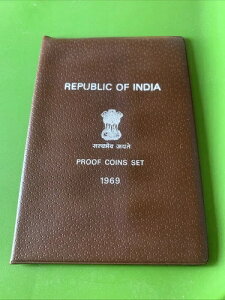 REPUBLIC OF INDIA
सत्यमेव जयते
PROOF COINS SET
1969